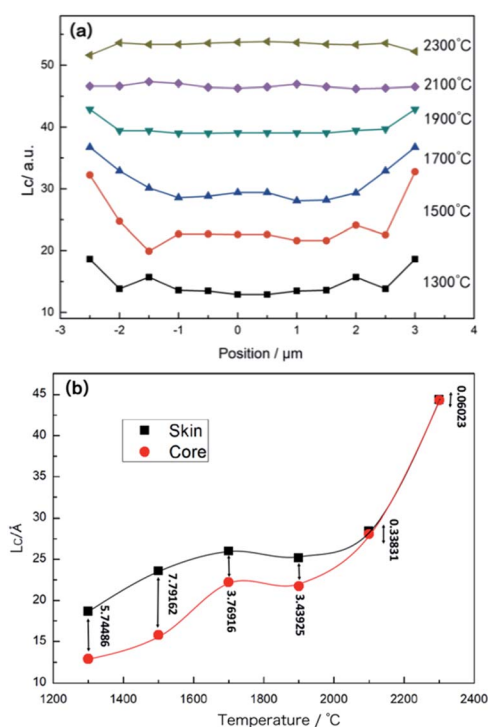 (a)
Lc/ a.u.
50
40
30
20
10
2300°C
2100°C
1900°C
1700°C
1500°C
1300°C
-3 -2 -1 0 1 2 3 4
Position / μm
(b)
Lc/Å
45
40
35
30
25
20
15
10
Skin
Core
5.74486
7.79162
3.76916
3.43925
0.33831
0.06023
1200 1400 1600 1800 2000 2200 2400
Temperature / °C